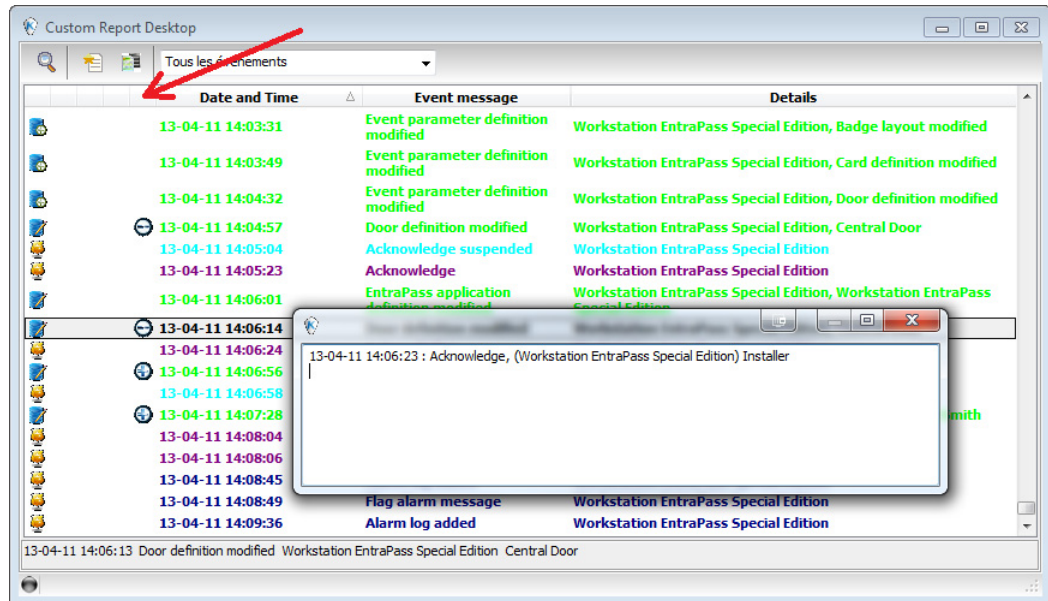 Custom Report Desktop
Tous les événements
Date and Time Event message Details
13-04-11 14:03:31 Event parameter definition modified Workstation EntraPass Special Edition, Badge layout modified
13-04-11 14:03:49 Event parameter definition modified Workstation EntraPass Special Edition, Card definition modified
13-04-11 14:04:32 Event parameter definition modified Workstation EntraPass Special Edition, Door definition modified
13-04-11 14:04:57 Door definition modified Workstation EntraPass Special Edition, Central Door
13-04-11 14:05:04 Acknowledge suspended Workstation EntraPass Special Edition
13-04-11 14:05:23 Acknowledge Workstation EntraPass Special Edition
13-04-11 14:06:01 EntraPass application definition modified Workstation EntraPass Special Edition, Workstation EntraPass Special Edition
13-04-11 14:06:14
13-04-11 14:06:24
13-04-11 14:06:56
13-04-11 14:06:58
13-04-11 14:07:28 mith
13-04-11 14:08:04
13-04-11 14:08:06
13-04-11 14:08:45
13-04-11 14:06:23 : Acknowledge, (Workstation EntraPass Special Edition) Installer
13-04-11 14:08:49 Flag alarm message Workstation EntraPass Special Edition
13-04-11 14:09:36 Alarm log added Workstation EntraPass Special Edition
13-04-11 14:06:13 Door definition modified Workstation EntraPass Special Edition Central Door